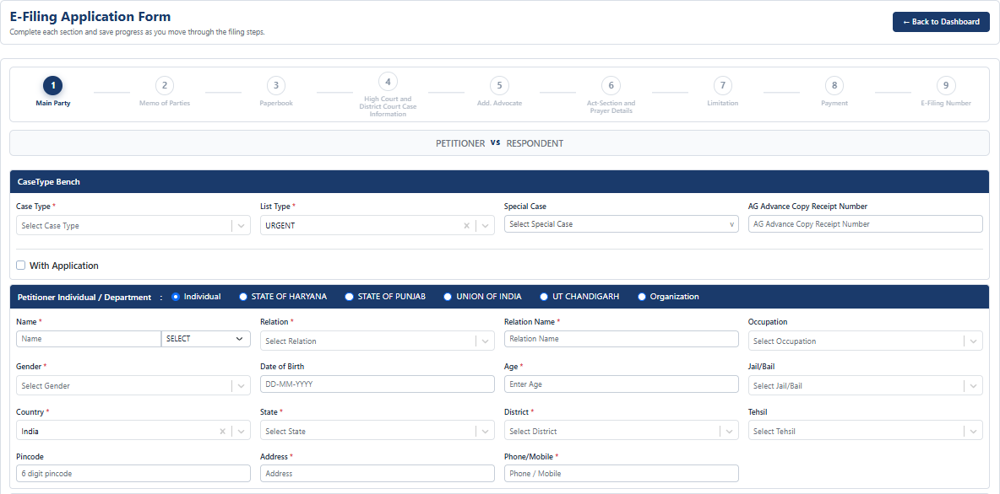 E-Filing Application Form
Complete each section and save progress as you move through the filing steps.
← Back to Dashboard
1
Main Party
2
Memo of Parties
3
Paperbook
4
High Court and
District Court Case
Information
5
Add. Advocate
6
Act-Section and
Prayer Details
7
Limitation
8
Payment
9
E-Filing Number
PETITIONER VS RESPONDENT
CaseType Bench
Case Type * List Type * Special Case AG Advance Copy Receipt Number
Select Case Type URGENT Select Special Case AG Advance Copy Receipt Number
With Application
Petitioner Individual / Department : Individual STATE OF HARYANA STATE OF PUNJAB UNION OF INDIA UT CHANDIGARH Organization
Name * Relation * Relation Name * Occupation
Name SELECT Select Relation Relation Name Select Occupation
Gender * Date of Birth Age * Jail/Bail
Select Gender DD-MM-YYYY Enter Age Select Jail/Bail
Country * State * District * Tehsil
India Select State Select District Select Tehsil
Pincode Address * Phone/Mobile *
6 digit pincode Address Phone / Mobile